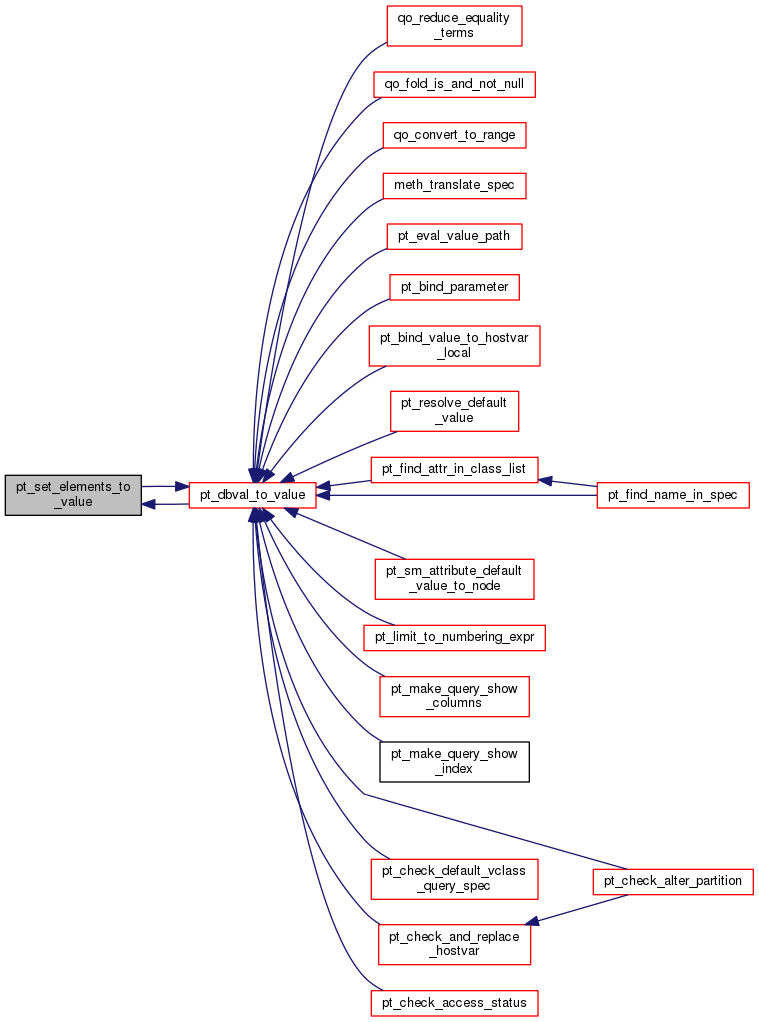 qo_reduce_equality
_terms
qo_fold_is_and_not_null
qo_convert_to_range
meth_translate_spec
pt_eval_value_path
pt_bind_parameter
pt_bind_value_to_hostvar
_local
pt_resolve_default
_value
pt_find_attr_in_class_list
pt_set_elements_to
_value
pt_dbval_to_value
pt_find_name_in_spec
pt_sm_attribute_default
_value_to_node
pt_limit_to_numbering_expr
pt_make_query_show
_columns
pt_make_query_show
_index
pt_check_default_vclass
_query_spec
pt_check_alter_partition
pt_check_and_replace
_hostvar
pt_check_access_status